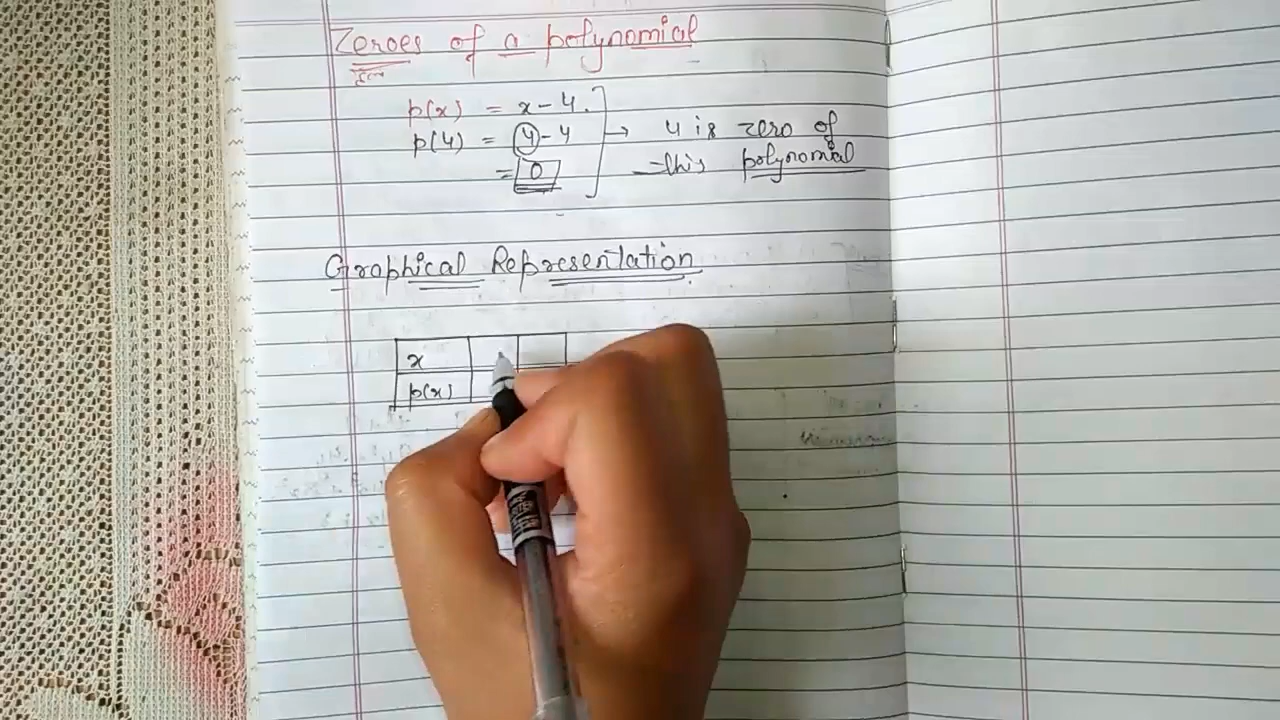 Zeroes of a polynomial
p(x) = x - 4.
p(4) = 4 - 4
= 0
→ 4 is zero of
this polynomial
Graphical Representation
x
p(x)